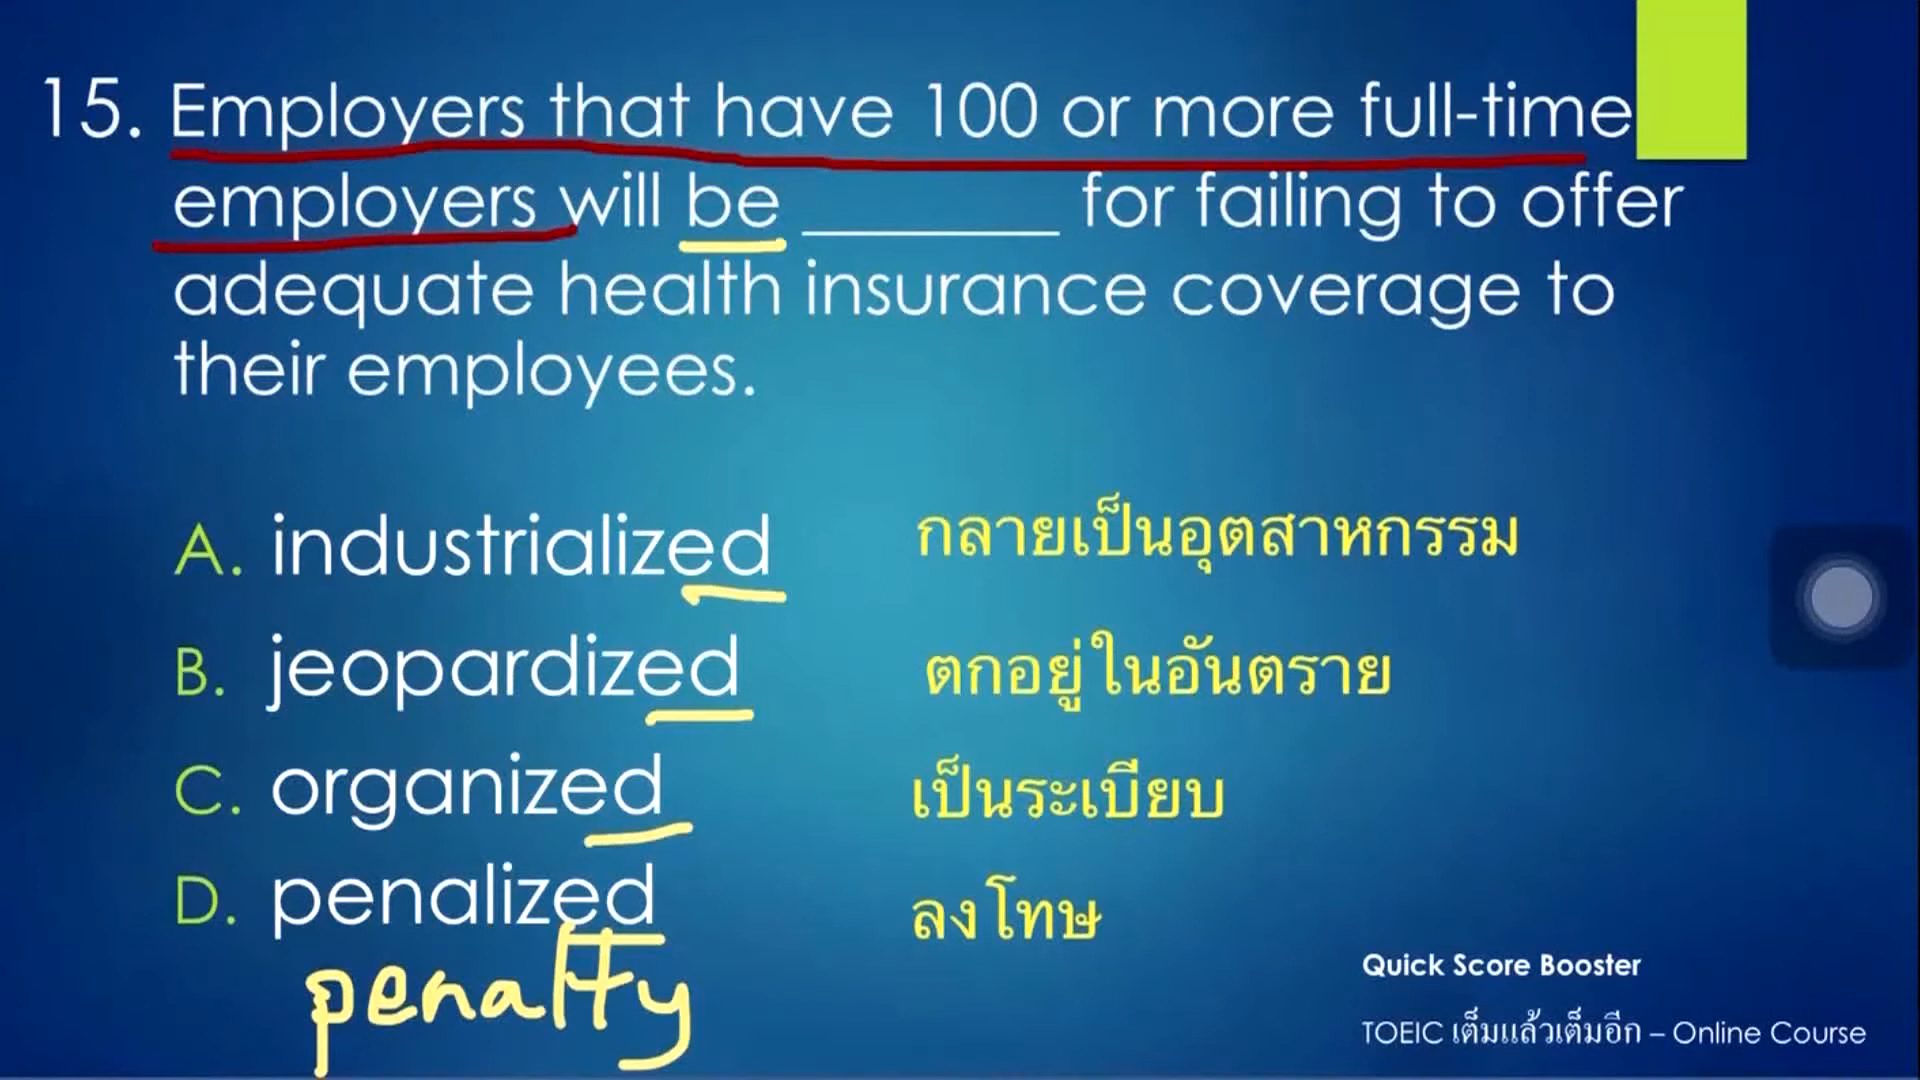 15. Employers that have 100 or more full-time
employers will be ________ for failing to offer
adequate health insurance coverage to
their employees.
A. industrialized กลายเป็นอุตสาหกรรม
B. jeopardized ตกอยู่ในอันตราย
C. organized เป็นระเบียบ
D. penalized ลงโทษ
penalty
Quick Score Booster
TOEIC เต็มแล้วเต็มอีก – Online Course